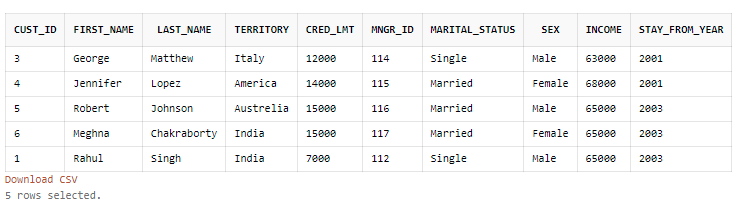 CUST_ID FIRST_NAME LAST_NAME TERRITORY CRED_LMT MNGR_ID MARITAL_STATUS SEX INCOME STAY_FROM_YEAR
3 George Matthew Italy 12000 114 Single Male 63000 2001
4 Jennifer Lopez America 14000 115 Married Female 68000 2001
5 Robert Johnson Austrelia 15000 116 Married Male 65000 2003
6 Meghna Chakraborty India 15000 117 Married Female 65000 2003
1 Rahul Singh India 7000 112 Single Male 65000 2003
Download CSV
5 rows selected.